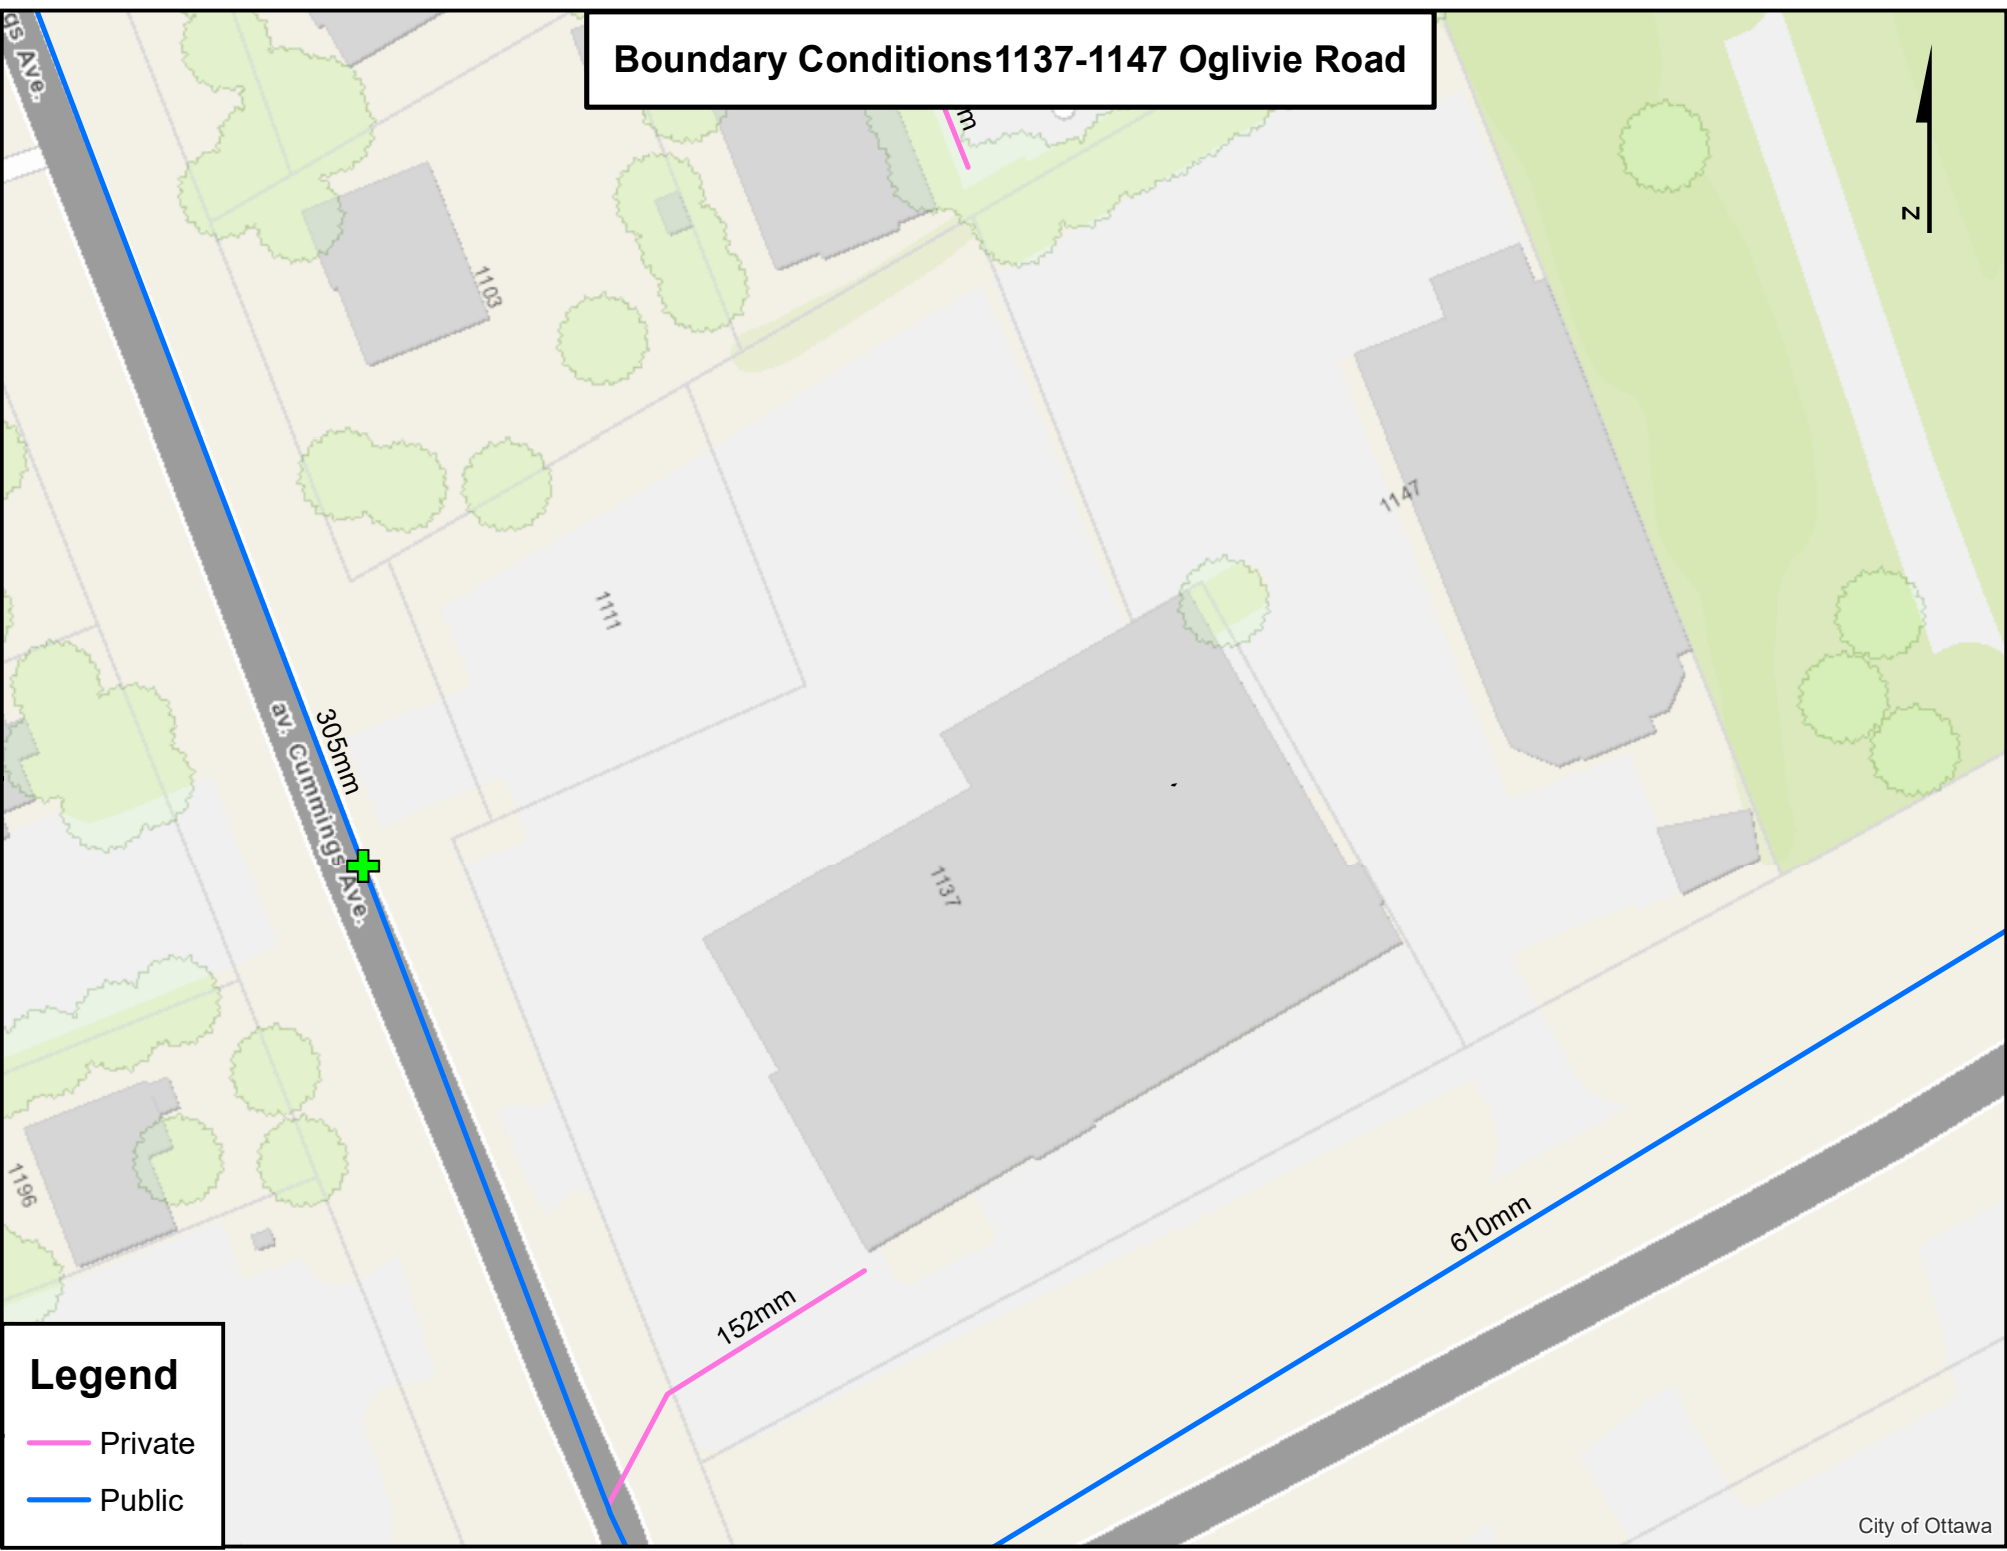 Boundary Conditions1137-1147 Oglivie Road
gs Ave.
m
N
1103
1147
1111
305mm
av. Cummings Ave.
1137
1196
610mm
152mm
Legend
Private
Public
City of Ottawa